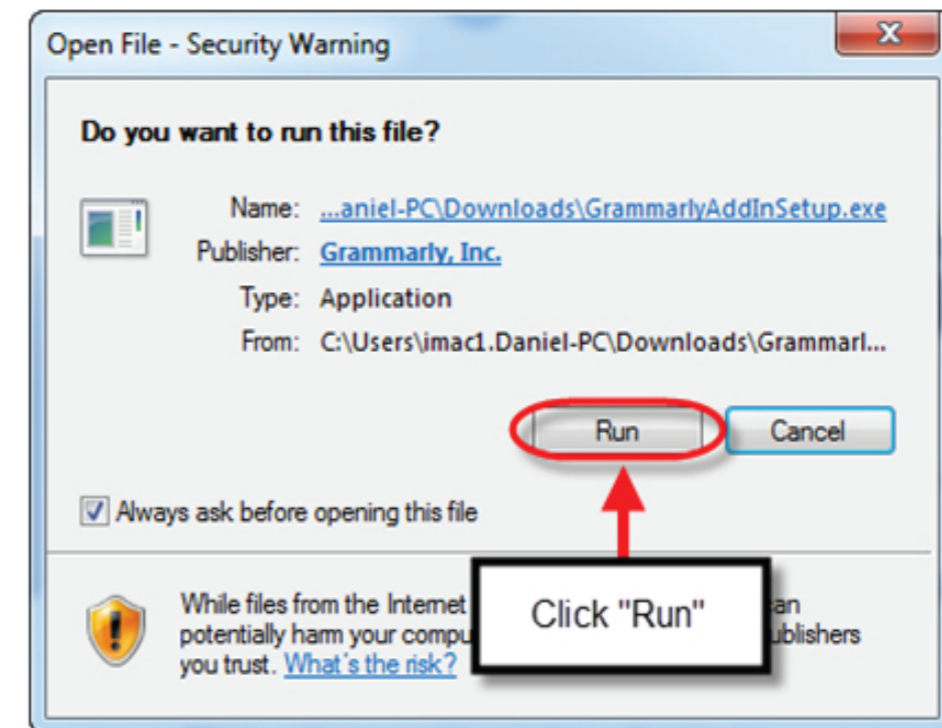 Open File - Security Warning
Do you want to run this file?
Name: ...aniel-PC\Downloads\GrammarlyAddInSetup.exe
Publisher: Grammarly, Inc.
Type: Application
From: C:\Users\imac1.Daniel-PC\Downloads\Grammarl...
Run Cancel
Always ask before opening this file
Click "Run"
While files from the Internet can
potentially harm your compu ublishers
you trust. What's the risk?